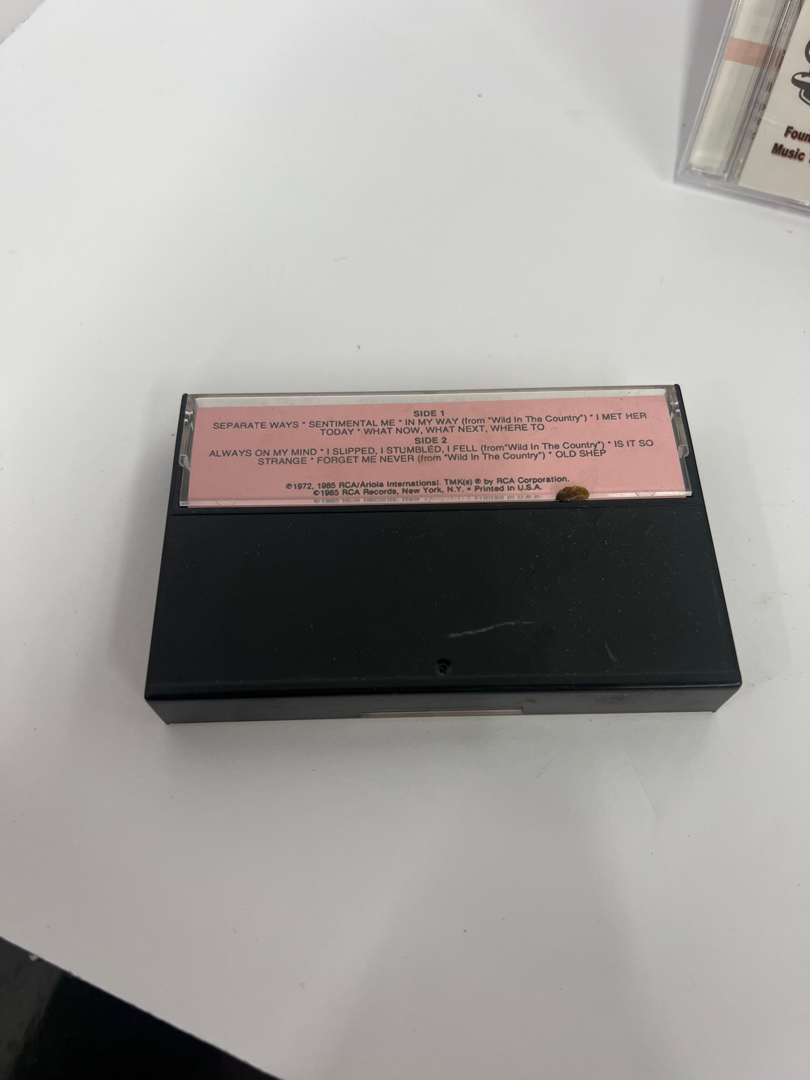 SIDE 1
SEPARATE WAYS * SENTIMENTAL ME * IN MY WAY (from "Wild In The Country") * I MET HER
TODAY * WHAT NOW, WHAT NEXT, WHERE TO
SIDE 2
ALWAYS ON MY MIND * I SLIPPED, I STUMBLED, I FELL (from"Wild In The Country") * IS IT SO
STRANGE * FORGET ME NEVER (from "Wild In The Country") * OLD SHEP
©1972, 1985 RCA/Ariola International. TMK(s) ® by RCA Corporation.
©1985 RCA Records, New York, N.Y. • Printed in U.S.A.
Music